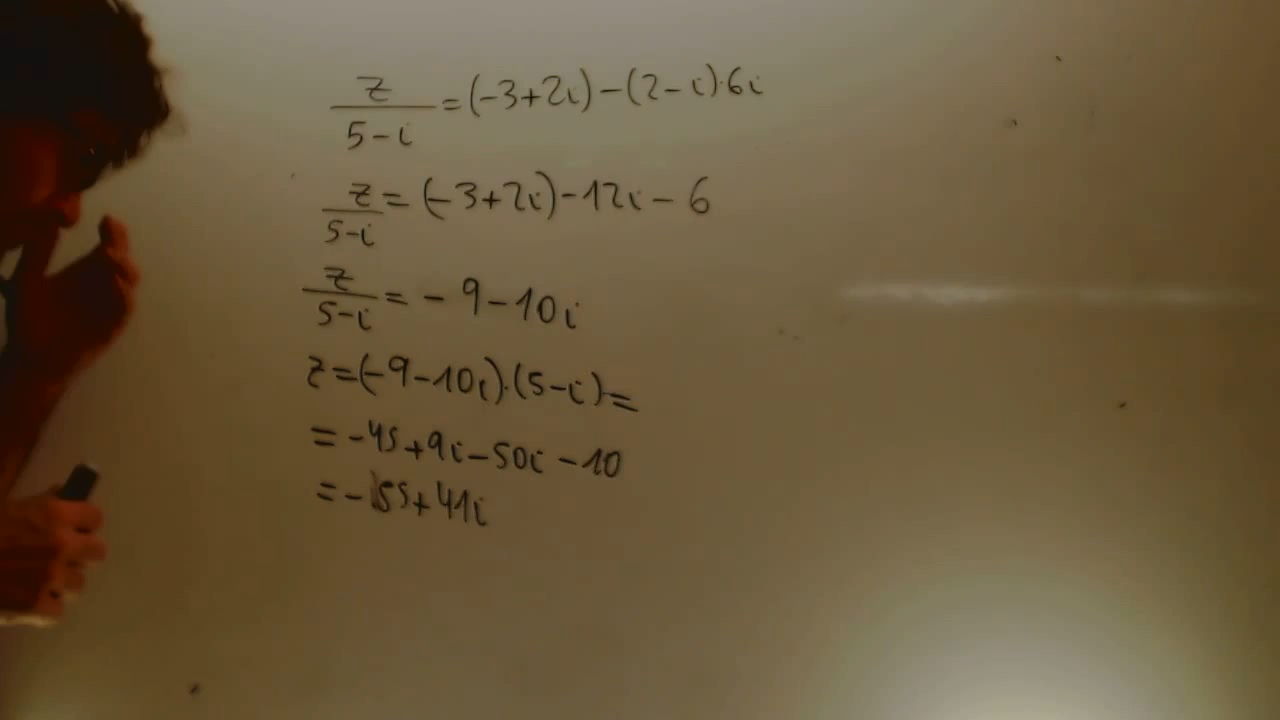 z/(5-i) = (-3+2i)-(2-i)·6i
z/(5-i) = (-3+2i)-12i-6
z/(5-i) = -9-10i
z=(-9-10i)·(5-i)=
= -45+9i-50i-10
= -55+41i